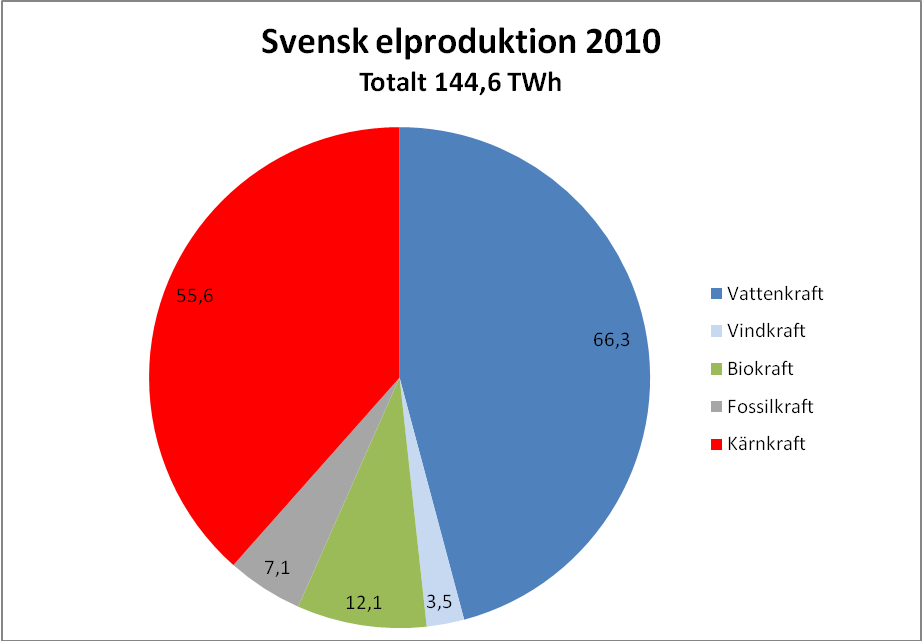 Svensk elproduktion 2010
Totalt 144,6 TWh
55,6
66,3
7,1
12,1
3,5
Vattenkraft
Vindkraft
Biokraft
Fossilkraft
Kärnkraft